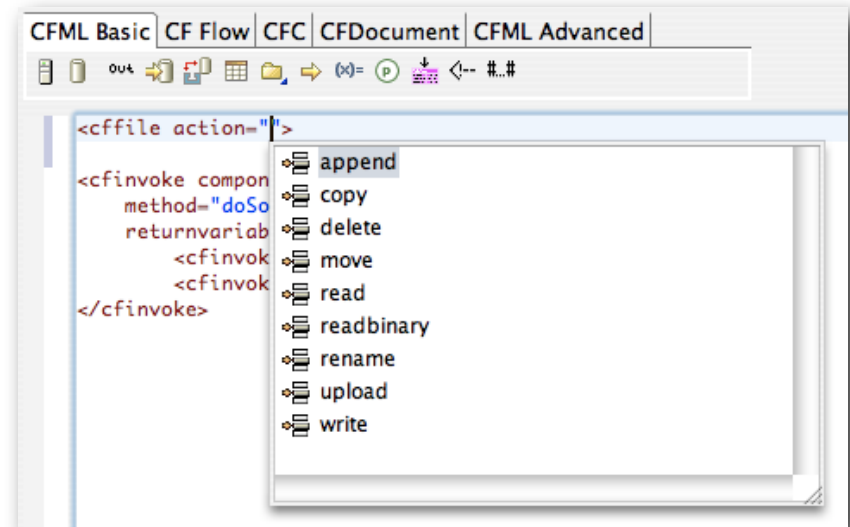 CFML Basic CF Flow CFC CFDocument CFML Advanced
out (x)= P <!-- #..#
<cffile action="">
append
<cfinvoke compon
copy
method="doSo
delete
returnvariab
move
<cfinvok
<cfinvok
read
</cfinvoke>
readbinary
rename
upload
write